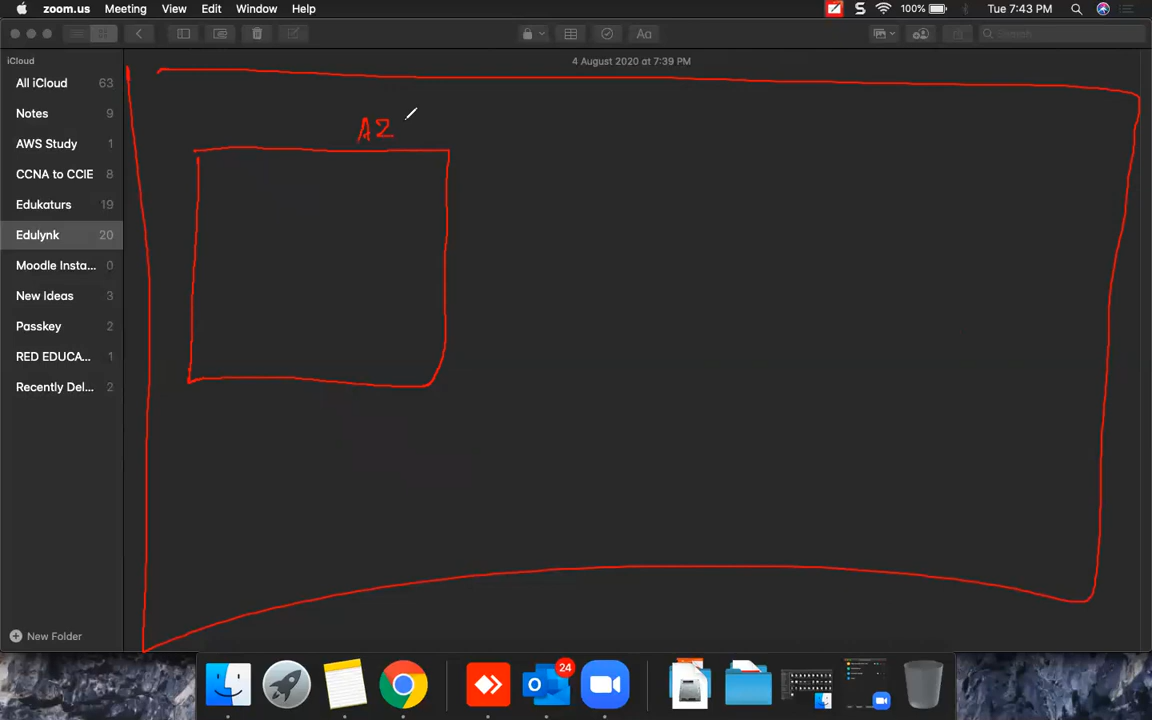 zoom.us Meeting View Edit Window Help 100% Tue 7:43 PM
Aa Search
iCloud
4 August 2020 at 7:39 PM
All iCloud 63
Notes 9
AWS Study 1
CCNA to CCIE 8
Edukaturs 19
Edulynk 20
Moodle Insta... 0
New Ideas 3
Passkey 2
RED EDUCA... 1
Recently Del... 2
AZ
New Folder
24